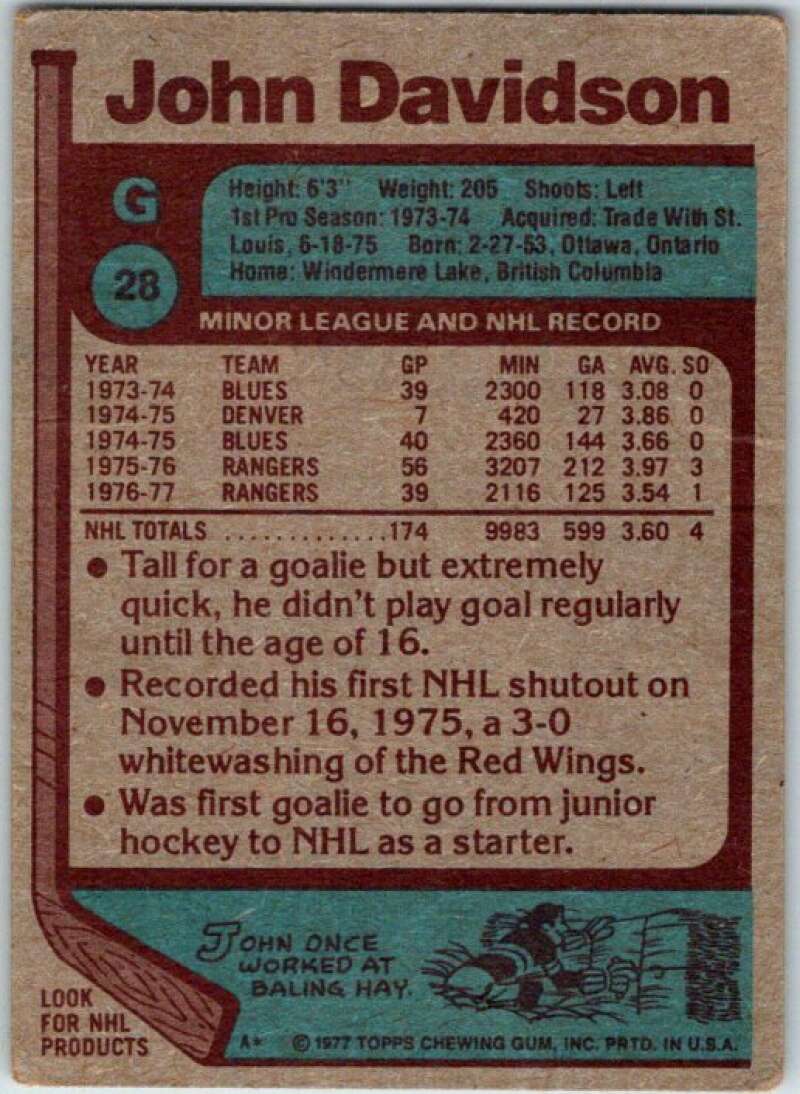 John Davidson
G
28
Height: 6'3" Weight: 205 Shoots: Left
1st Pro Season: 1973-74 Acquired: Trade With St.
Louis, 6-18-75 Born: 2-27-53, Ottawa, Ontario
Home: Windermere Lake, British Columbia
MINOR LEAGUE AND NHL RECORD
YEAR TEAM GP MIN GA AVG. SO
1973-74 BLUES 39 2300 118 3.08 0
1974-75 DENVER 7 420 27 3.86 0
1974-75 BLUES 40 2360 144 3.66 0
1975-76 RANGERS 56 3207 212 3.97 3
1976-77 RANGERS 39 2116 125 3.54 1
NHL TOTALS .............174 9983 599 3.60 4
• Tall for a goalie but extremely
quick, he didn't play goal regularly
until the age of 16.
• Recorded his first NHL shutout on
November 16, 1975, a 3-0
whitewashing of the Red Wings.
• Was first goalie to go from junior
hockey to NHL as a starter.
JOHN ONCE
WORKED AT
BALING HAY.
LOOK
FOR NHL
PRODUCTS
A* © 1977 TOPPS CHEWING GUM, INC. PRTD. IN U.S.A.